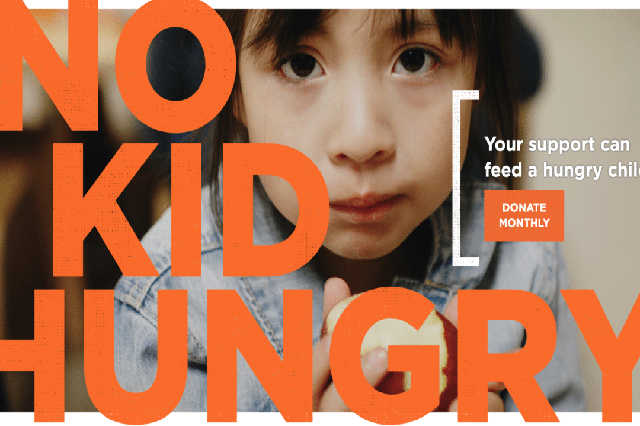 NO
KID
HUNGRY
Your support can
feed a hungry chil
DONATE
MONTHLY